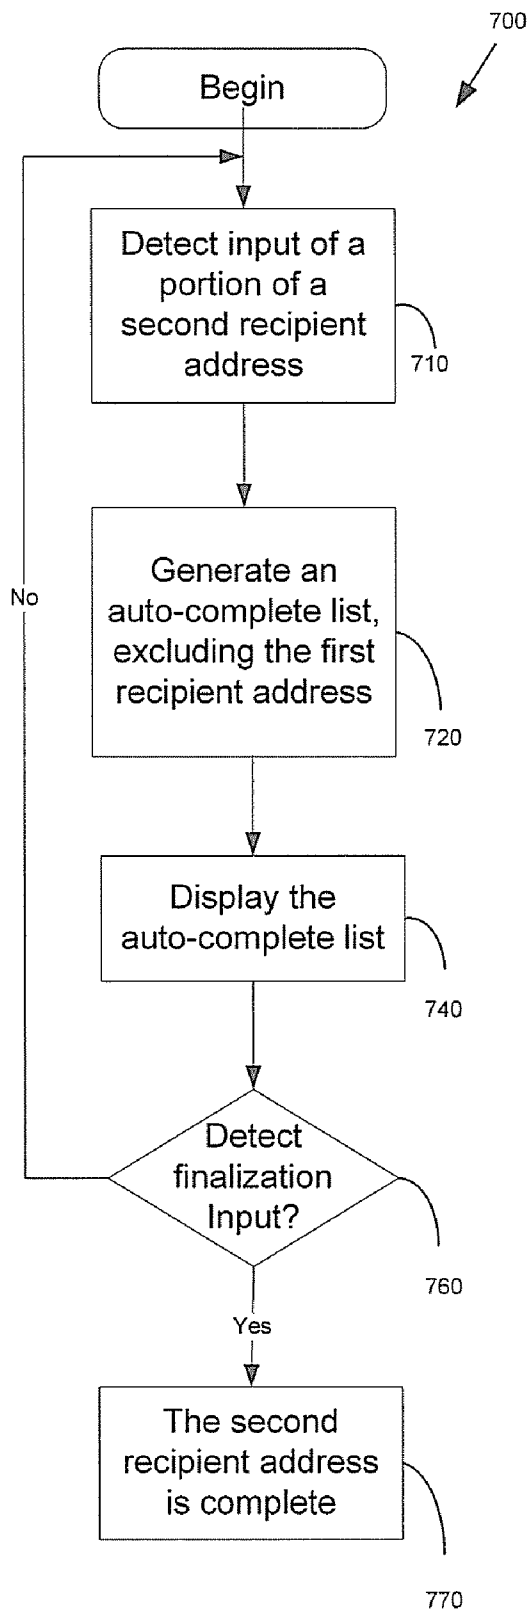 700
Begin
Detect input of a
portion of a
second recipient
address
710
No
Generate an
auto-complete list,
excluding the first
recipient address
720
Display the
auto-complete list
740
Detect
finalization
Input?
760
Yes
The second
recipient address
is complete
770